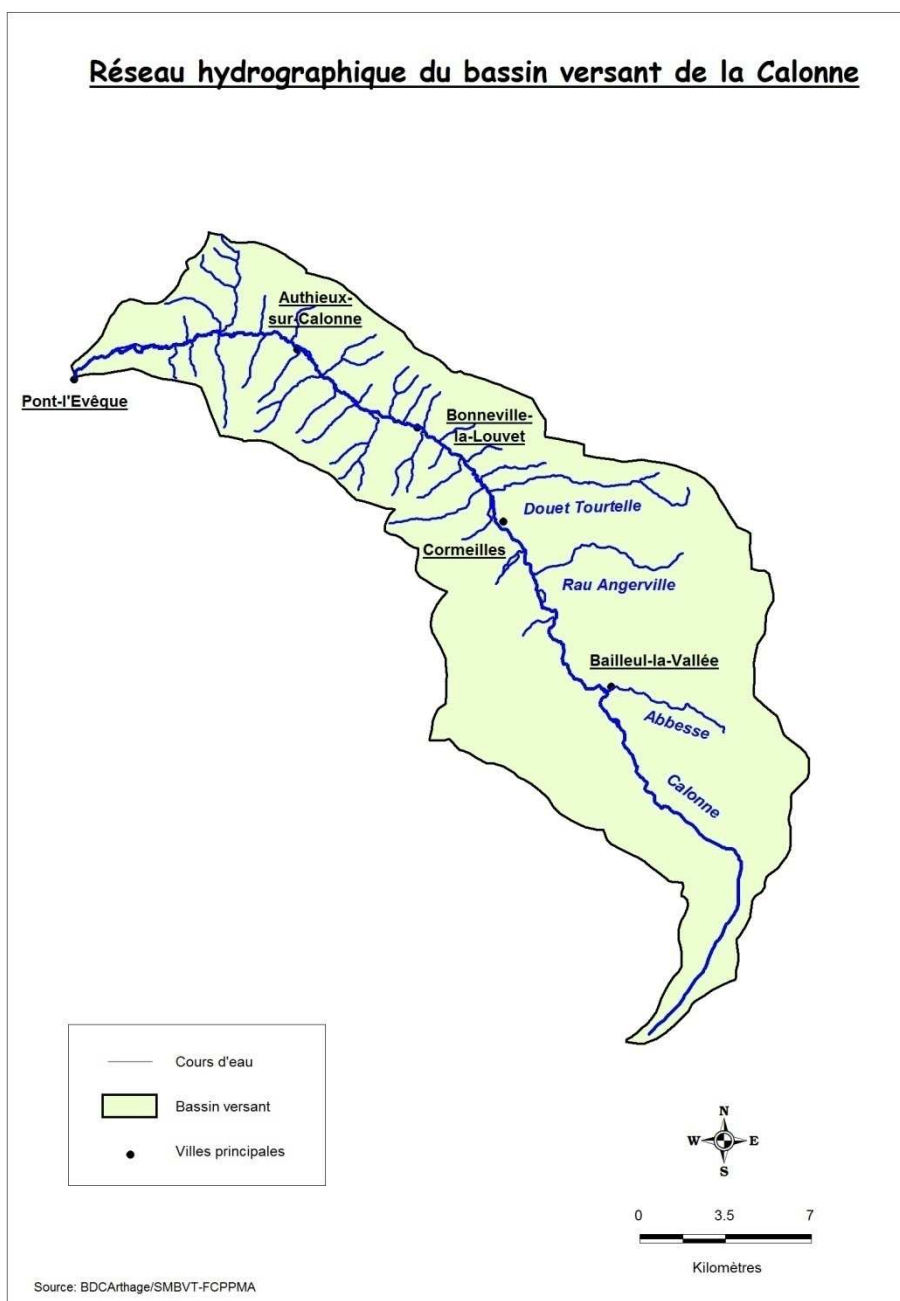 Réseau hydrographique du bassin versant de la Calonne
Authieux-
sur-Calonne
Pont-l'Evêque
Bonneville-
la-Louvet
Douet Tourtelle
Cormeilles
Rau Angerville
Bailleul-la-Vallée
Abbesse
Calonne
Cours d'eau
Bassin versant
Villes principales
N
W E
S
0 3.5 7
Kilomètres
Source: BDCArthage/SMBVT-FCPPMA